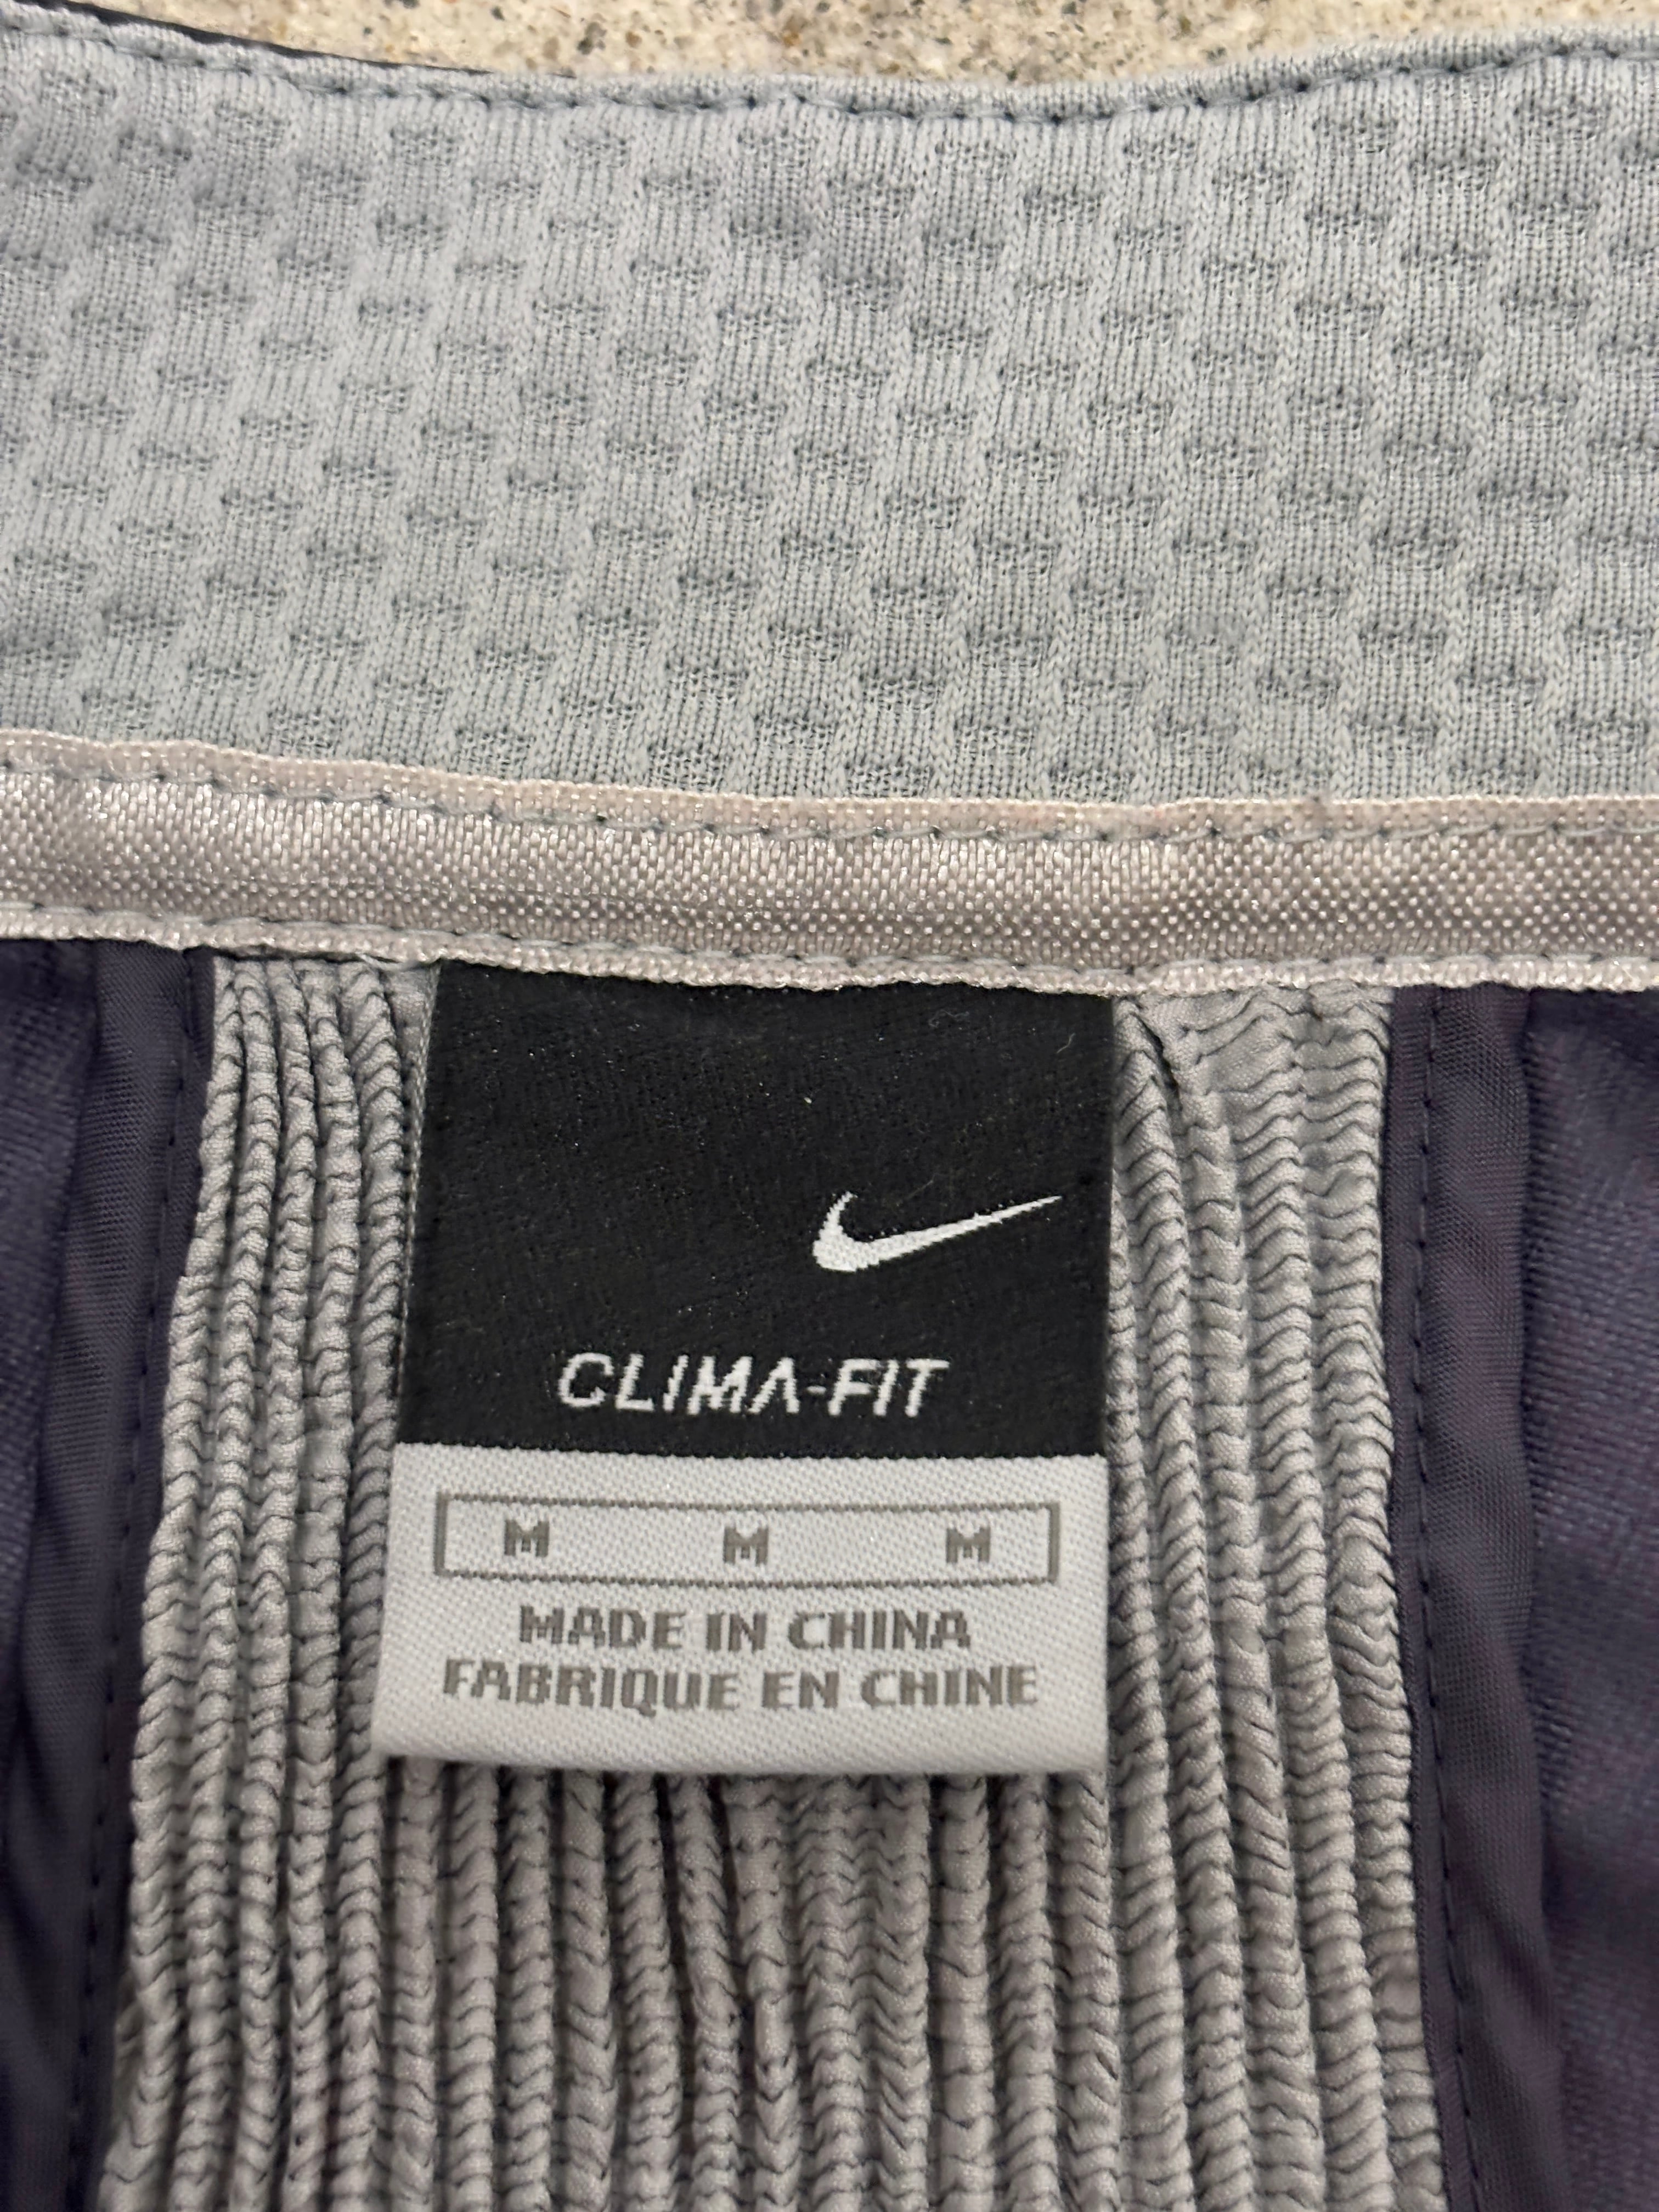 CLIMA-FIT
M M M
MADE IN CHINA
FABRIQUE EN CHINE